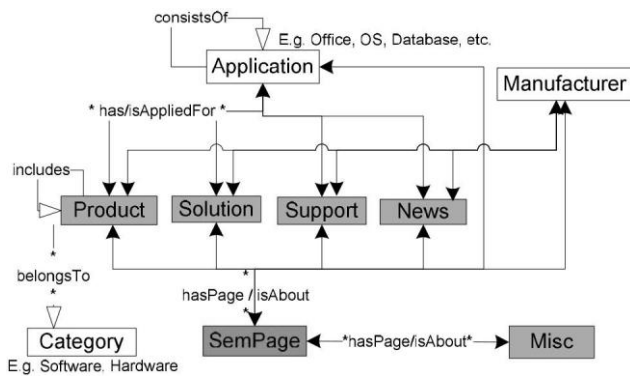 consistsOf
E.g. Office, OS, Database, etc.
Application
Manufacturer
* has/isAppliedFor *
includes
Product
Solution
Support
News
*
belongsTo
*
*
hasPage / isAbout
*
Category
SemPage
*hasPage/isAbout*
Misc
E.g. Software. Hardware